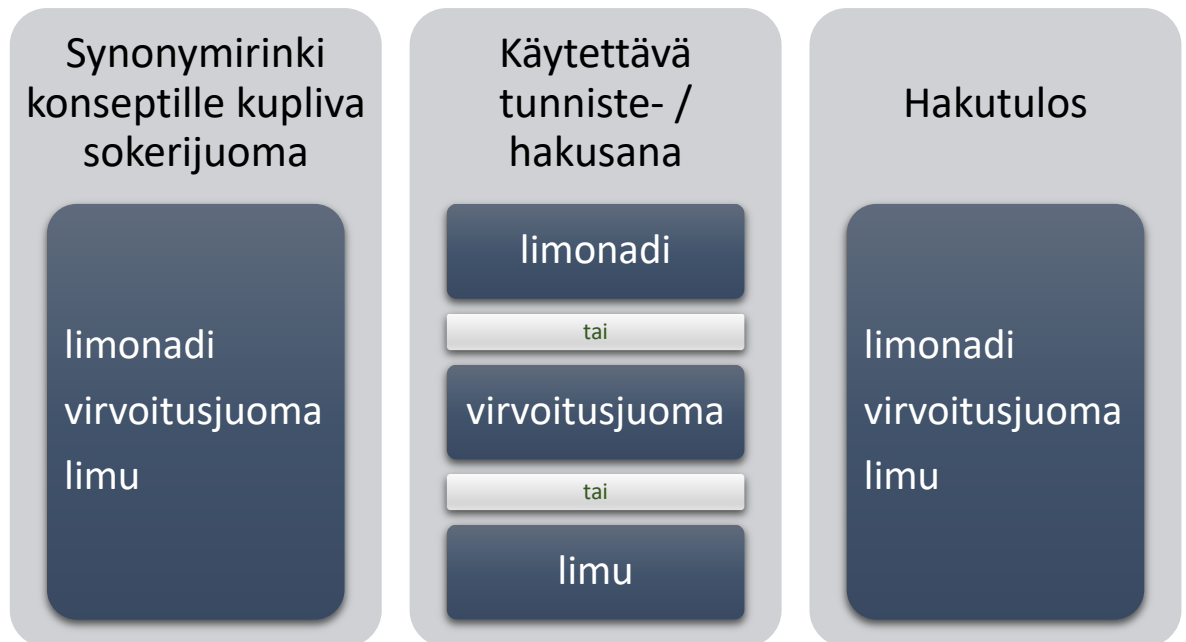 Synonymirinki
konseptille kupliva
sokerijuoma
limonadi
virvoitusjuoma
limu
Käytettävä
tunniste- /
hakusana
limonadi
tai
virvoitusjuoma
tai
limu
Hakutulos
limonadi
virvoitusjuoma
limu